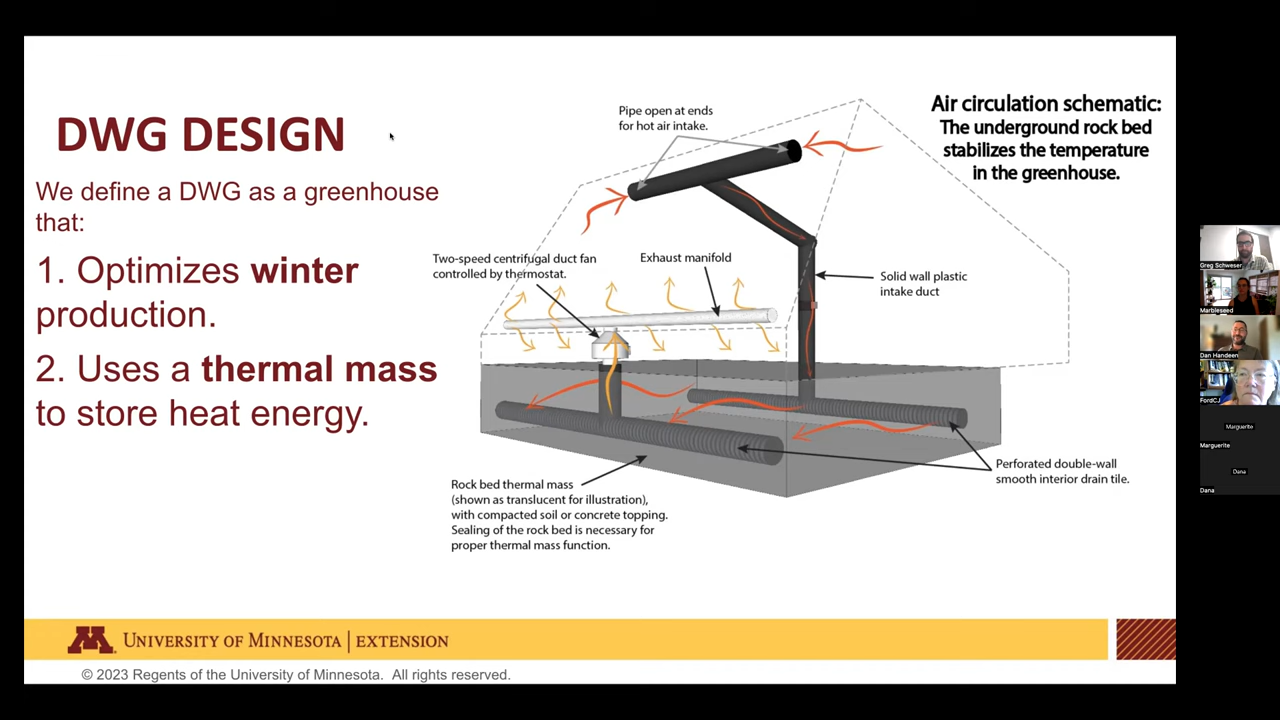 DWG DESIGN
We define a DWG as a greenhouse
that:
1. Optimizes winter
production.
2. Uses a thermal mass
to store heat energy.
Pipe open at ends
for hot air intake.
Air circulation schematic:
The underground rock bed
stabilizes the temperature
in the greenhouse.
Two-speed centrifugal duct fan
controlled by thermostat.
Exhaust manifold
Solid wall plastic
intake duct
Perforated double-wall
smooth interior drain tile.
Rock bed thermal mass
(shown as translucent for illustration),
with compacted soil or concrete topping.
Sealing of the rock bed is necessary for
proper thermal mass function.
M
UNIVERSITY OF MINNESOTA | EXTENSION
© 2023 Regents of the University of Minnesota. All rights reserved.
Greg Schweser
Marbleseed
Dan Handeen
FordCJ
Marguerite
Marguerite
Dana
Dana